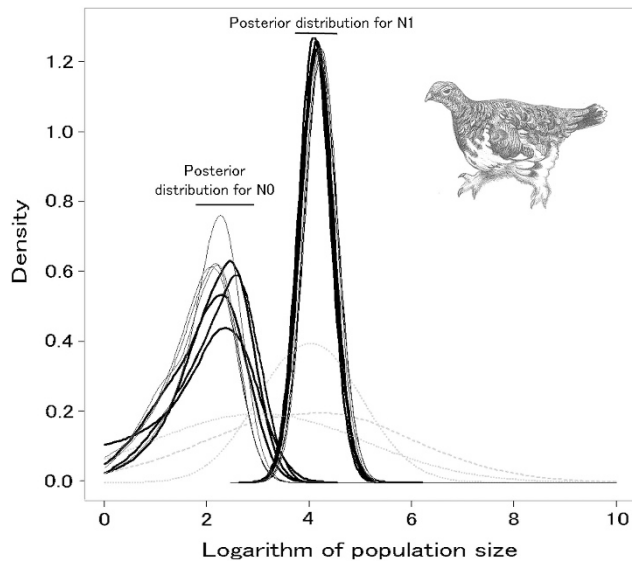 Posterior distribution for N1
Posterior
distribution for N0
Density
1.2
1.0
0.8
0.6
0.4
0.2
0.0
0 2 4 6 8 10
Logarithm of population size